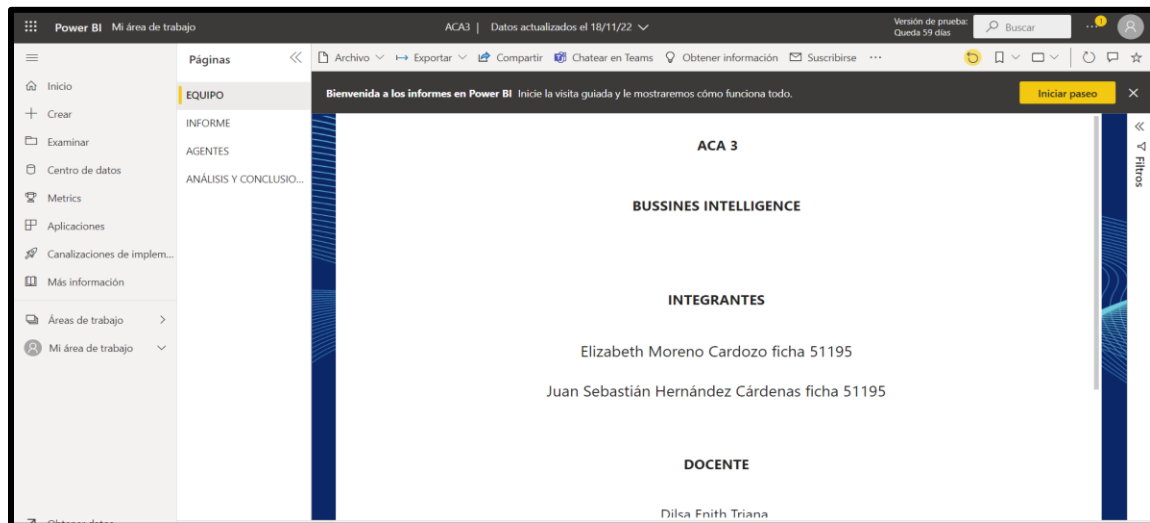 Power BI Mi área de trabajo
ACA3 | Datos actualizados el 18/11/22
Versión de prueba:
Queda 59 días
Buscar
1
Inicio
Crear
Examinar
Centro de datos
Metrics
Aplicaciones
Canalizaciones de implem...
Más información
Áreas de trabajo
Mi área de trabajo
Obtener datos
Páginas
EQUIPO
INFORME
AGENTES
ANÁLISIS Y CONCLUSIO...
Archivo Exportar Compartir Chatear en Teams Obtener información Suscribirse ...
Bienvenida a los informes en Power BI Inicie la visita guiada y le mostraremos cómo funciona todo.
Iniciar paseo
ACA 3
BUSSINES INTELLIGENCE
INTEGRANTES
Elizabeth Moreno Cardozo ficha 51195
Juan Sebastián Hernández Cárdenas ficha 51195
DOCENTE
Dilsa Enith Triana
Filtros